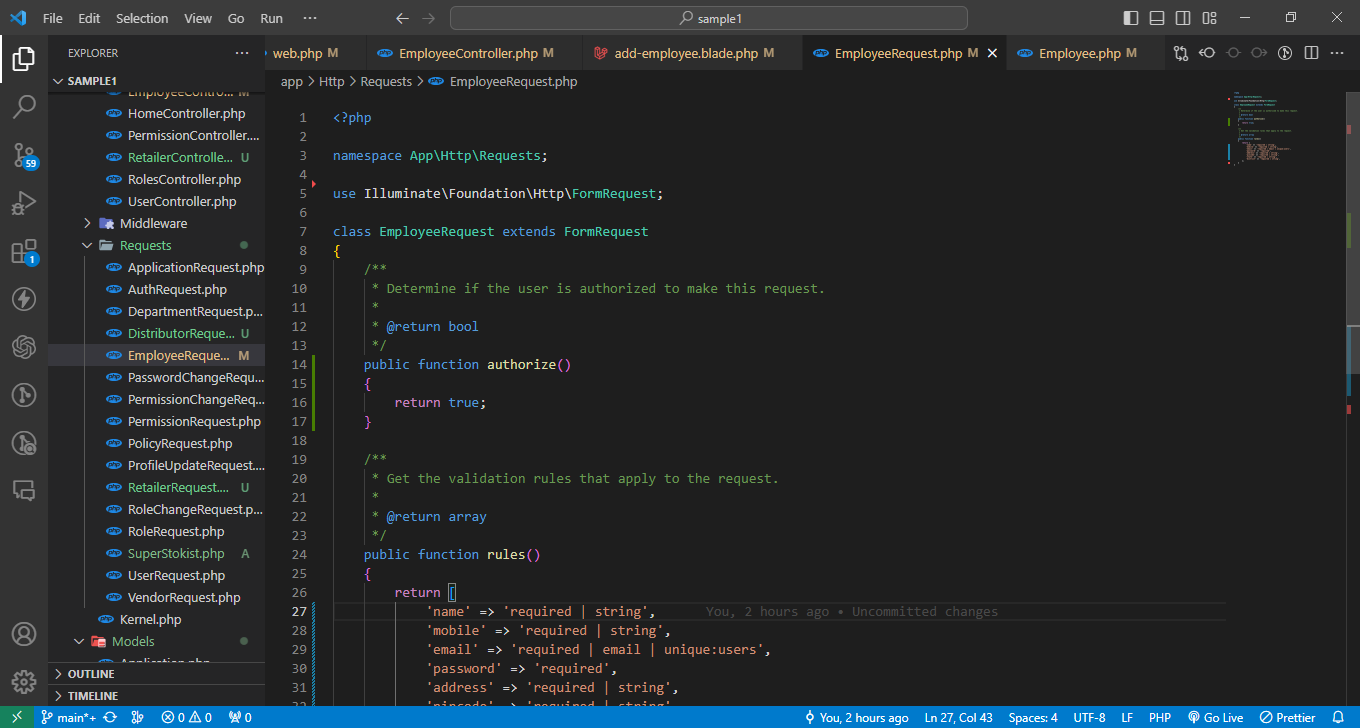 File Edit Selection View Go Run ··· sample1
EXPLORER ···
web.php M EmployeeController.php M add-employee.blade.php M EmployeeRequest.php M Employee.php M ···
SAMPLE1
app > Http > Requests > EmployeeRequest.php
EmployeeContro... M
HomeController.php
PermissionController....
RetailerControlle... U
RolesController.php
UserController.php
Middleware
Requests
ApplicationRequest.php
AuthRequest.php
DepartmentRequest.p...
DistributorReque... U
EmployeeReque... M
PasswordChangeRequ...
PermissionChangeReq...
PermissionRequest.php
PolicyRequest.php
ProfileUpdateRequest....
RetailerRequest.... U
RoleChangeRequest.p...
RoleRequest.php
SuperStokist.php A
UserRequest.php
VendorRequest.php
Kernel.php
Models
Application.php
OUTLINE
TIMELINE
59
1
1 <?php
2
3 namespace App\Http\Requests;
4
5 use Illuminate\Foundation\Http\FormRequest;
6
7 class EmployeeRequest extends FormRequest
8 {
9 /**
10 * Determine if the user is authorized to make this request.
11 *
12 * @return bool
13 */
14 public function authorize()
15 {
16 return true;
17 }
18
19 /**
20 * Get the validation rules that apply to the request.
21 *
22 * @return array
23 */
24 public function rules()
25 {
26 return [
27 'name' => 'required | string', You, 2 hours ago • Uncommitted changes
28 'mobile' => 'required | string',
29 'email' => 'required | email | unique:users',
30 'password' => 'required',
31 'address' => 'required | string',
32 'pincode' => 'required | string',
main*+ 0 0 0 You, 2 hours ago Ln 27, Col 43 Spaces: 4 UTF-8 LF PHP Go Live Prettier